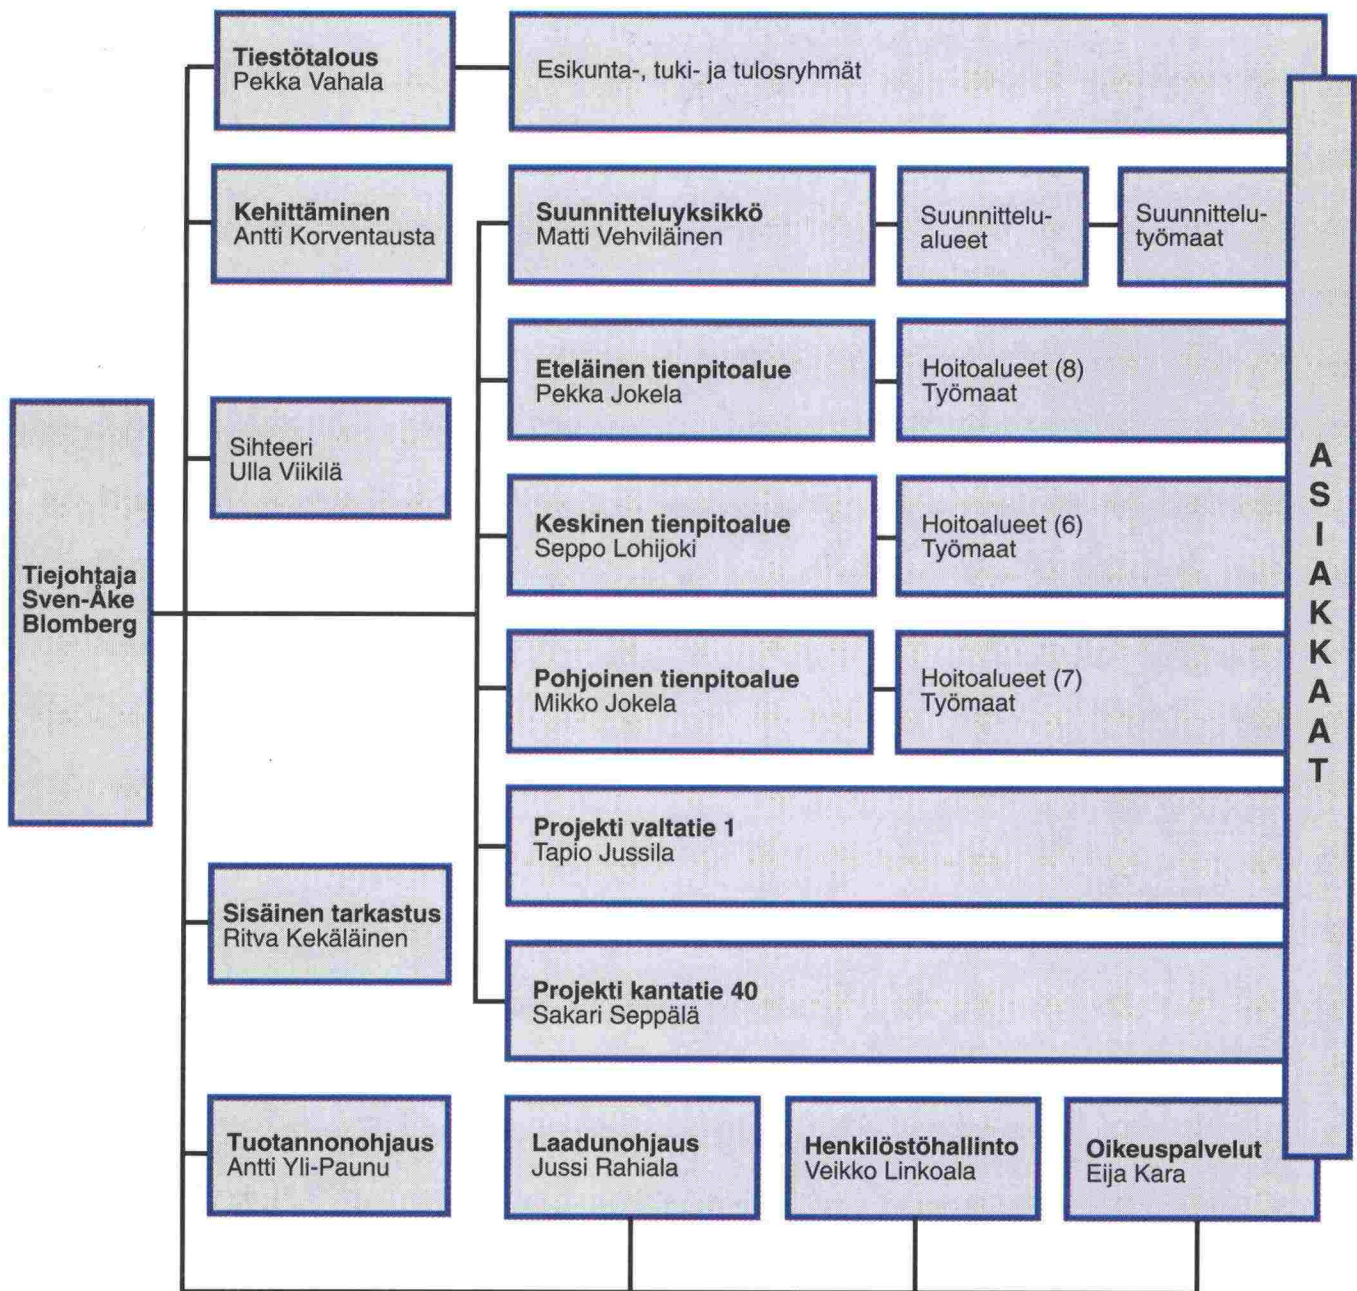 Tiestötalous
Pekka Vahala
Esikunta-, tuki- ja tulosryhmät
Kehittäminen
Antti Korventausta
Suunnitteluyksikkö
Matti Vehviläinen
Suunnittelu-
alueet
Suunnittelu-
työmaat
Eteläinen tienpitoalue
Pekka Jokela
Hoitoalueet (8)
Työmaat
Sihteeri
Ulla Viikilä
Keskinen tienpitoalue
Seppo Lohijoki
Hoitoalueet (6)
Työmaat
Tiejohtaja
Sven-Åke
Blomberg
Pohjoinen tienpitoalue
Mikko Jokela
Hoitoalueet (7)
Työmaat
Projekti valtatie 1
Tapio Jussila
Sisäinen tarkastus
Ritva Kekäläinen
Projekti kantatie 40
Sakari Seppälä
Tuotannonohjaus
Antti Yli-Paunu
Laadunohjaus
Jussi Rahiala
Henkilöstöhallinto
Veikko Linkoala
Oikeuspalvelut
Eija Kara
ASIAKKAAT